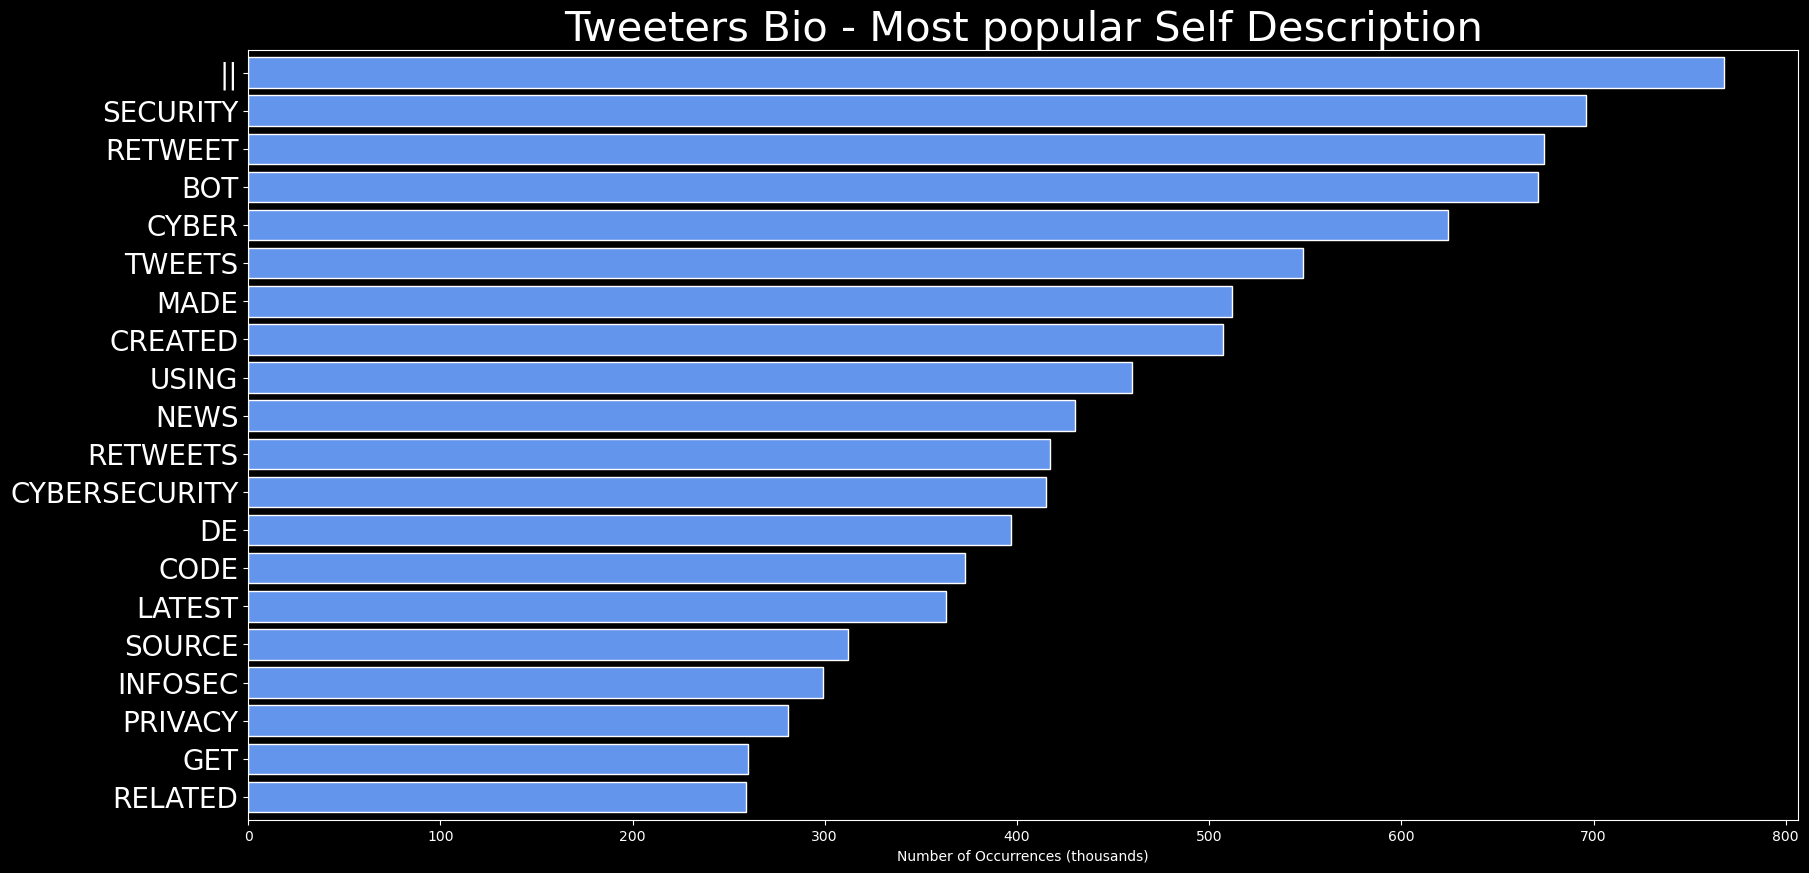 Tweeters Bio - Most popular Self Description
||
SECURITY
RETWEET
BOT
CYBER
TWEETS
MADE
CREATED
USING
NEWS
RETWEETS
CYBERSECURITY
DE
CODE
LATEST
SOURCE
INFOSEC
PRIVACY
GET
RELATED
0 100 200 300 400 500 600 700 800
Number of Occurrences (thousands)